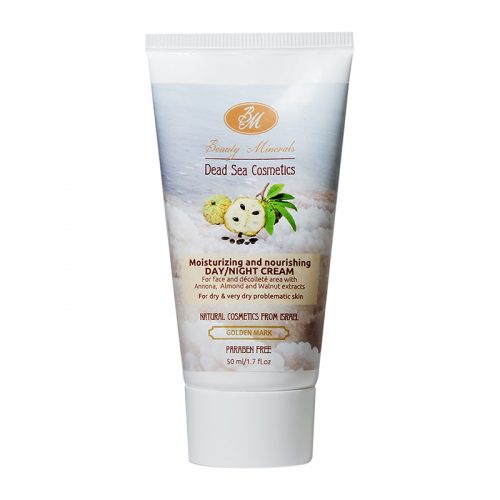 BM
Beauty Minerals
Dead Sea Cosmetics
Moisturizing and nourishing
DAY/NIGHT CREAM
For face and décolleté area with
Annona, Almond and Walnut extracts
For dry & very dry problematic skin
NATURAL COSMETICS FROM ISRAEL
GOLDEN MARK
PARABEN FREE
50 ml/1.7 fl.oz